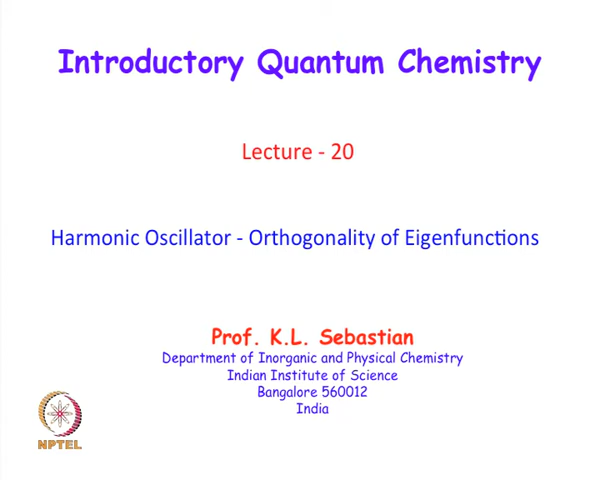 Introductory Quantum Chemistry
Lecture - 20
Harmonic Oscillator - Orthogonality of Eigenfunctions
Prof. K.L. Sebastian
Department of Inorganic and Physical Chemistry
Indian Institute of Science
Bangalore 560012
India
NPTEL